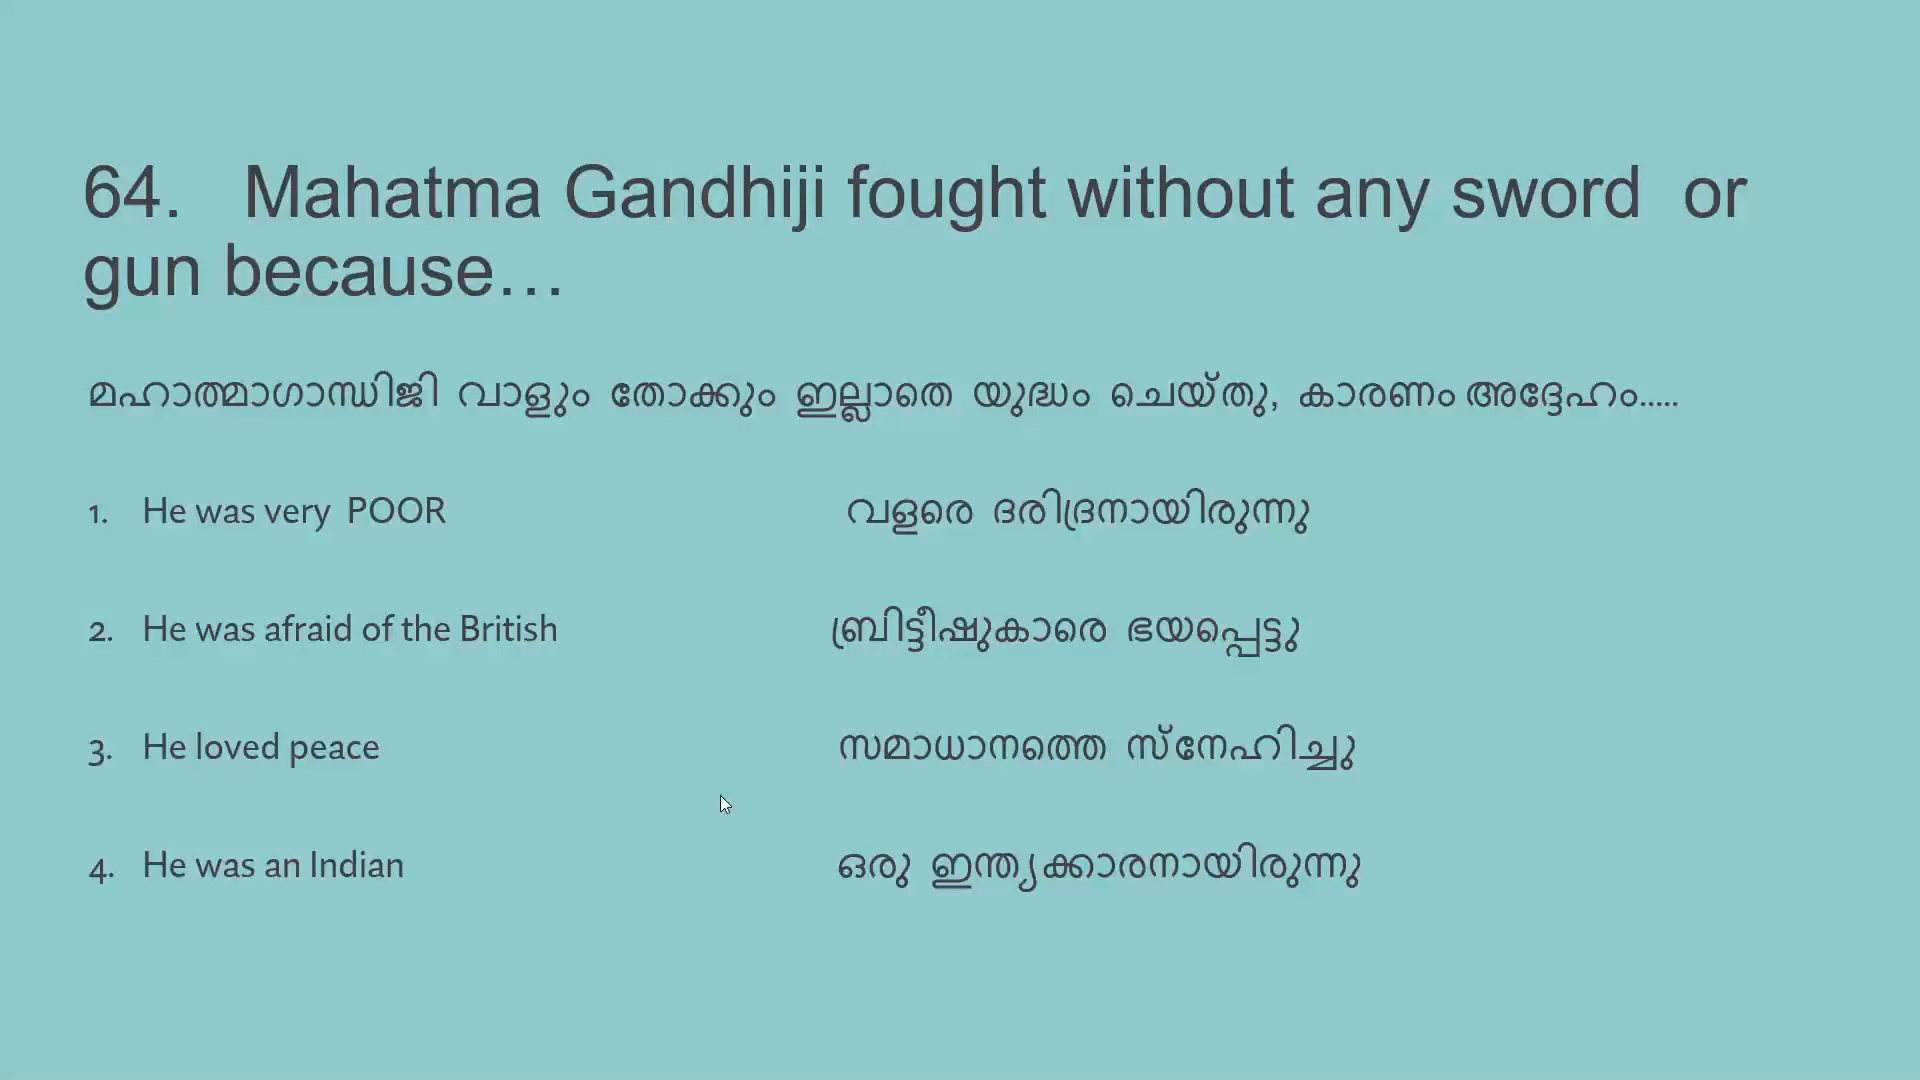 64. Mahatma Gandhiji fought without any sword or
gun because…
മഹാത്മാഗാന്ധിജി വാളും തോക്കും ഇല്ലാതെ യുദ്ധം ചെയ്തു, കാരണം അദ്ദേഹം.....
1. He was very POOR വളരെ ദരിദ്രനായിരുന്നു
2. He was afraid of the British ബ്രിട്ടീഷുകാരെ ഭയപ്പെട്ടു
3. He loved peace സമാധാനത്തെ സ്നേഹിച്ചു
4. He was an Indian ഒരു ഇന്ത്യക്കാരനായിരുന്നു